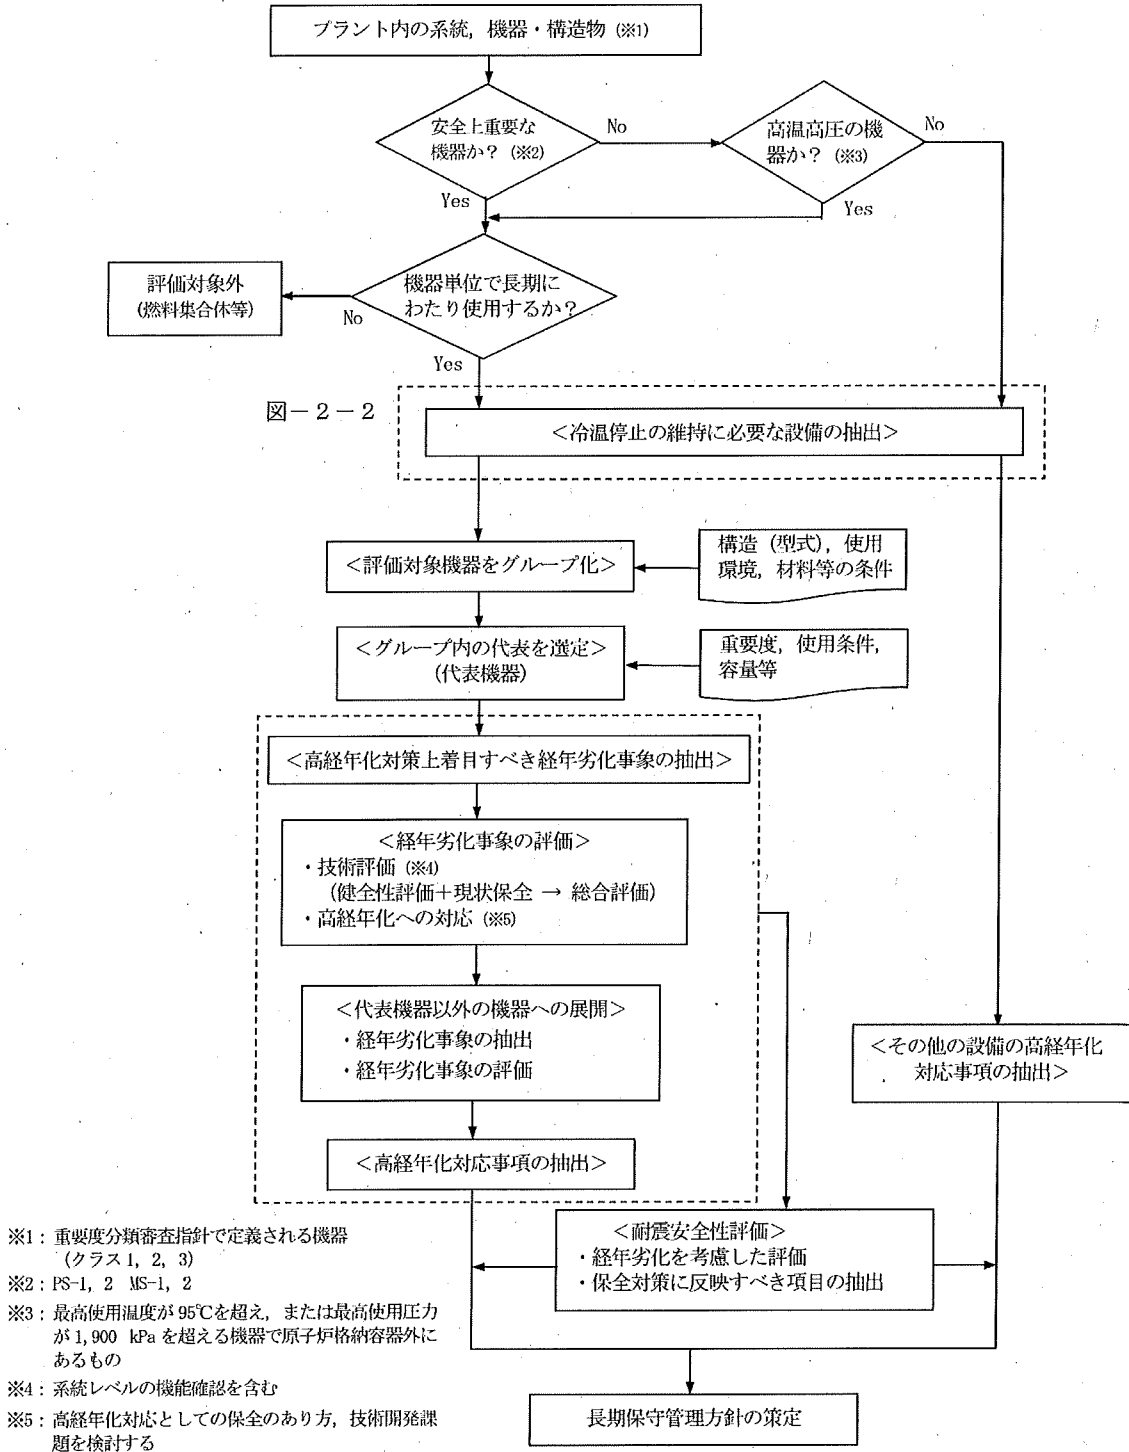 プラント内の系統，機器・構造物 (※1)
安全上重要な
機器か？ (※2)
No
高温高圧の機
器か？ (※3)
No
Yes
Yes
評価対象外
(燃料集合体等)
機器単位で長期に
わたり使用するか？
No
Yes
図－２－２
＜冷温停止の維持に必要な設備の抽出＞
＜評価対象機器をグループ化＞
構造 (型式)，使用
環境，材料等の条件
＜グループ内の代表を選定＞
(代表機器)
重要度，使用条件，
容量等
＜高経年化対策上着目すべき経年劣化事象の抽出＞
＜経年劣化事象の評価＞
・技術評価 (※4)
(健全性評価＋現状保全 → 総合評価)
・高経年化への対応 (※5)
＜代表機器以外の機器への展開＞
・経年劣化事象の抽出
・経年劣化事象の評価
＜その他の設備の高経年化
対応事項の抽出＞
＜高経年化対応事項の抽出＞
＜耐震安全性評価＞
・経年劣化を考慮した評価
・保全対策に反映すべき項目の抽出
※1：重要度分類審査指針で定義される機器
(クラス1, 2, 3)
※2：PS-1, 2 MS-1, 2
※3：最高使用温度が 95℃を超え，または最高使用圧力
が 1,900 kPa を超える機器で原子炉格納容器外に
あるもの
※4：系統レベルの機能確認を含む
※5：高経年化対応としての保全のあり方，技術開発課
題を検討する
長期保守管理方針の策定